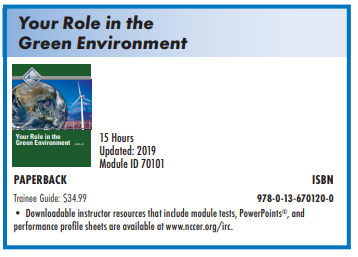 Your Role in the
Green Environment
Your Role in the
Green Environment
15 Hours
Updated: 2019
Module ID 70101
PAPERBACK ISBN
Trainee Guide: $34.99 978-0-13-670120-0
• Downloadable instructor resources that include module tests, PowerPoints®, and
performance profile sheets are available at www.nccer.org/irc.